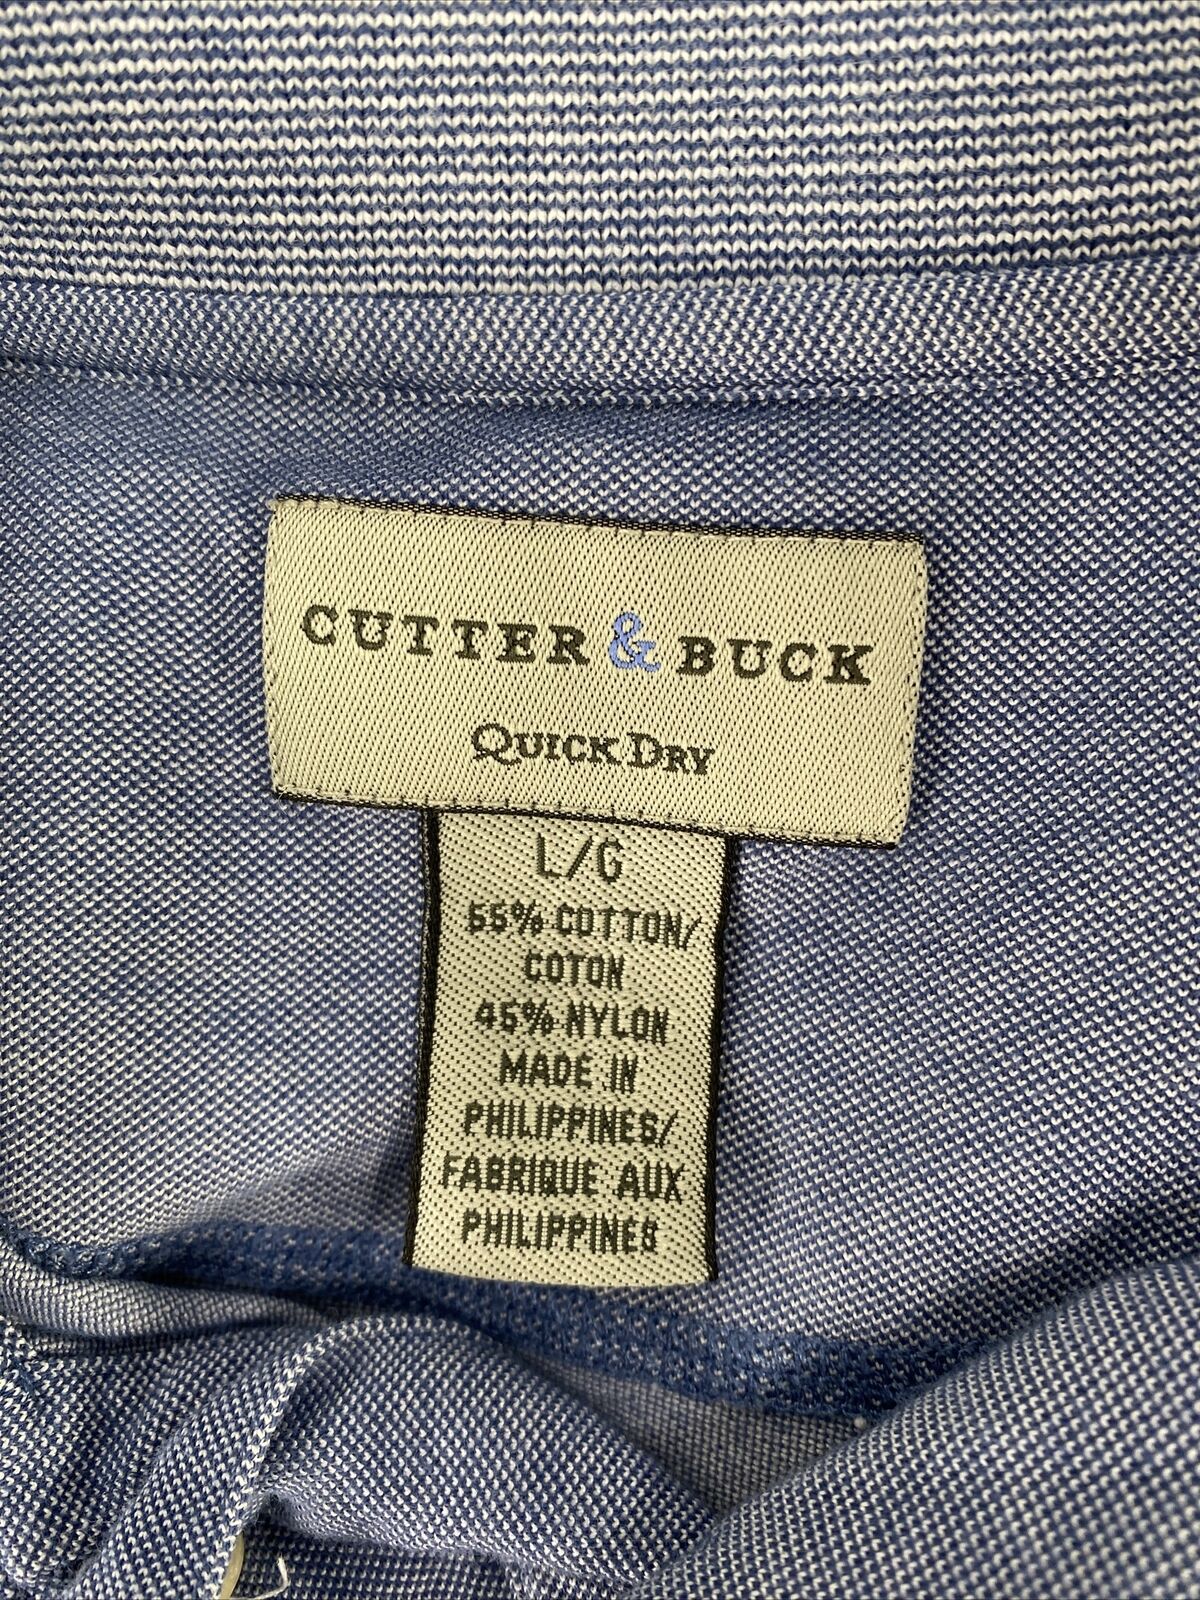 CUTTER & BUCK
QUICK DRY
L/G
55% COTTON/
COTON
45% NYLON
MADE IN
PHILIPPINES/
FABRIQUE AUX
PHILIPPINES